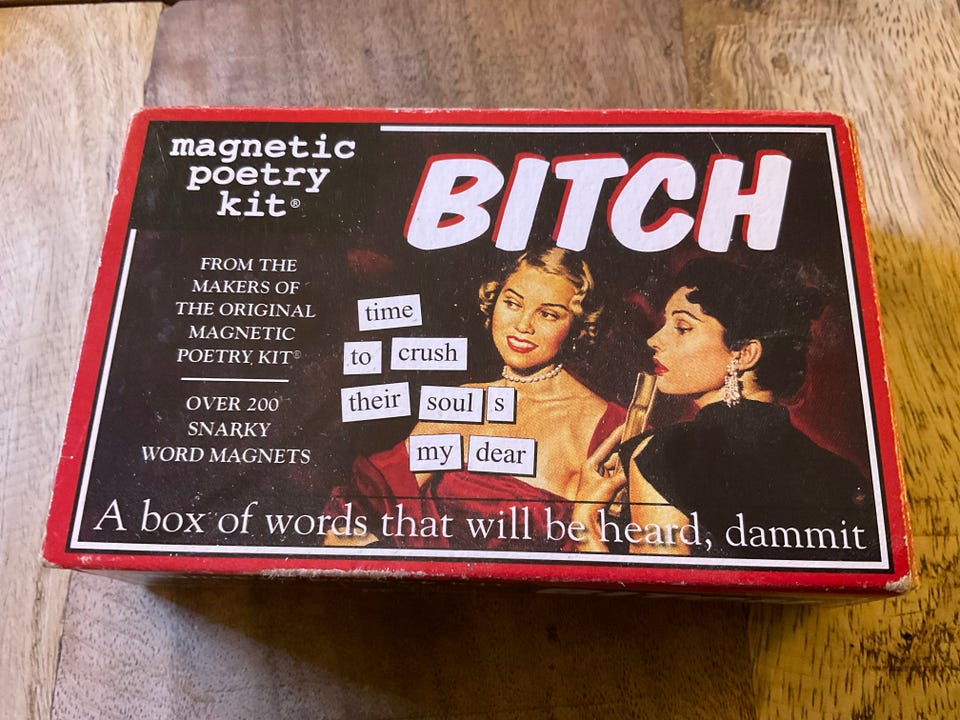 magnetic
poetry
kit®
BITCH
FROM THE
MAKERS OF
THE ORIGINAL
MAGNETIC
POETRY KIT®
OVER 200
SNARKY
WORD MAGNETS
time
to crush
their soul s
my dear
A box of words that will be heard, dammit